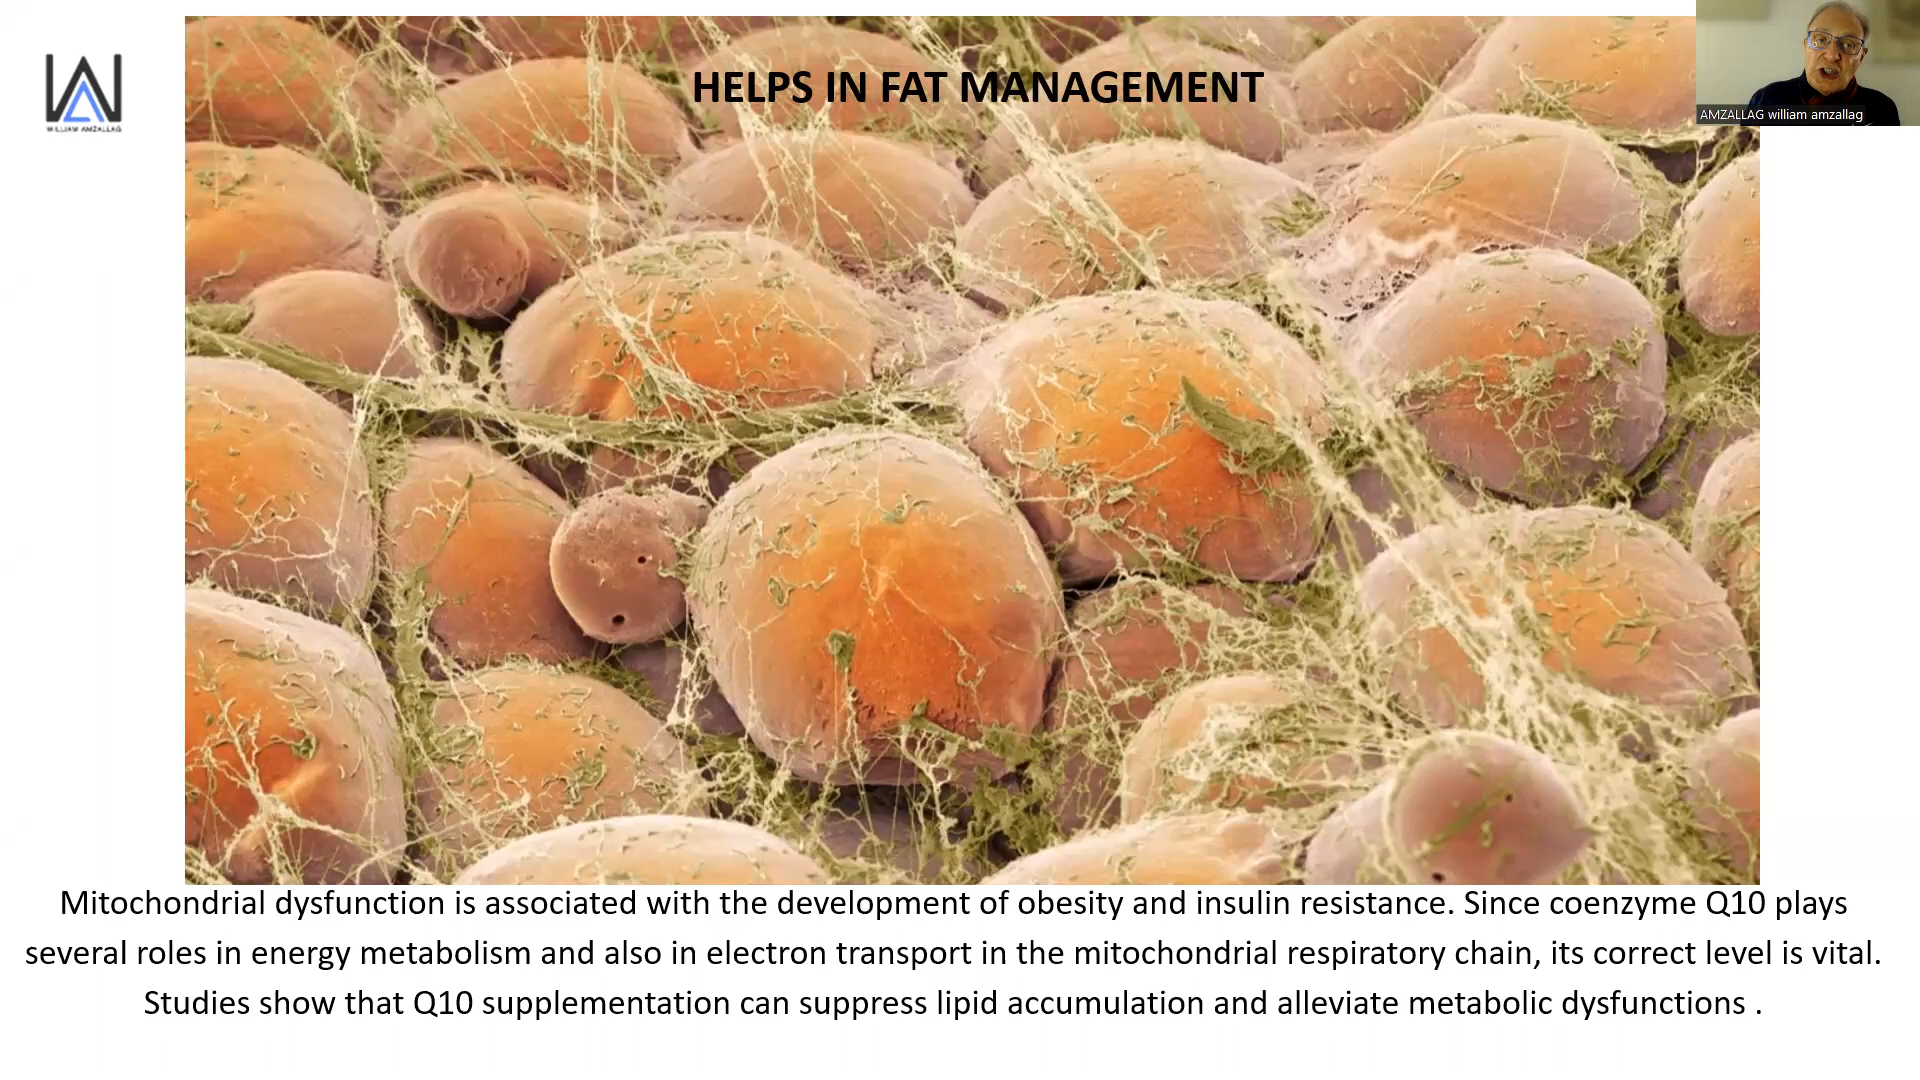 WILLIAM AMZALLAG
HELPS IN FAT MANAGEMENT
AMZALLAG william amzallag
Mitochondrial dysfunction is associated with the development of obesity and insulin resistance. Since coenzyme Q10 plays
several roles in energy metabolism and also in electron transport in the mitochondrial respiratory chain, its correct level is vital.
Studies show that Q10 supplementation can suppress lipid accumulation and alleviate metabolic dysfunctions .